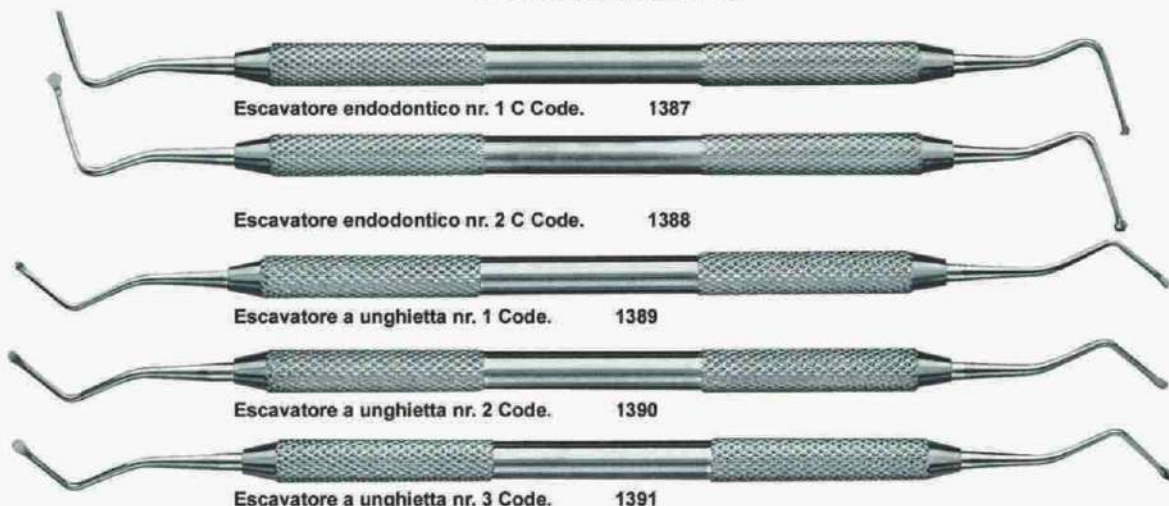 Escavatore endodontico nr. 1 C Code. 1387
Escavatore endodontico nr. 2 C Code. 1388
Escavatore a unghietta nr. 1 Code. 1389
Escavatore a unghietta nr. 2 Code. 1390
Escavatore a unghietta nr. 3 Code. 1391